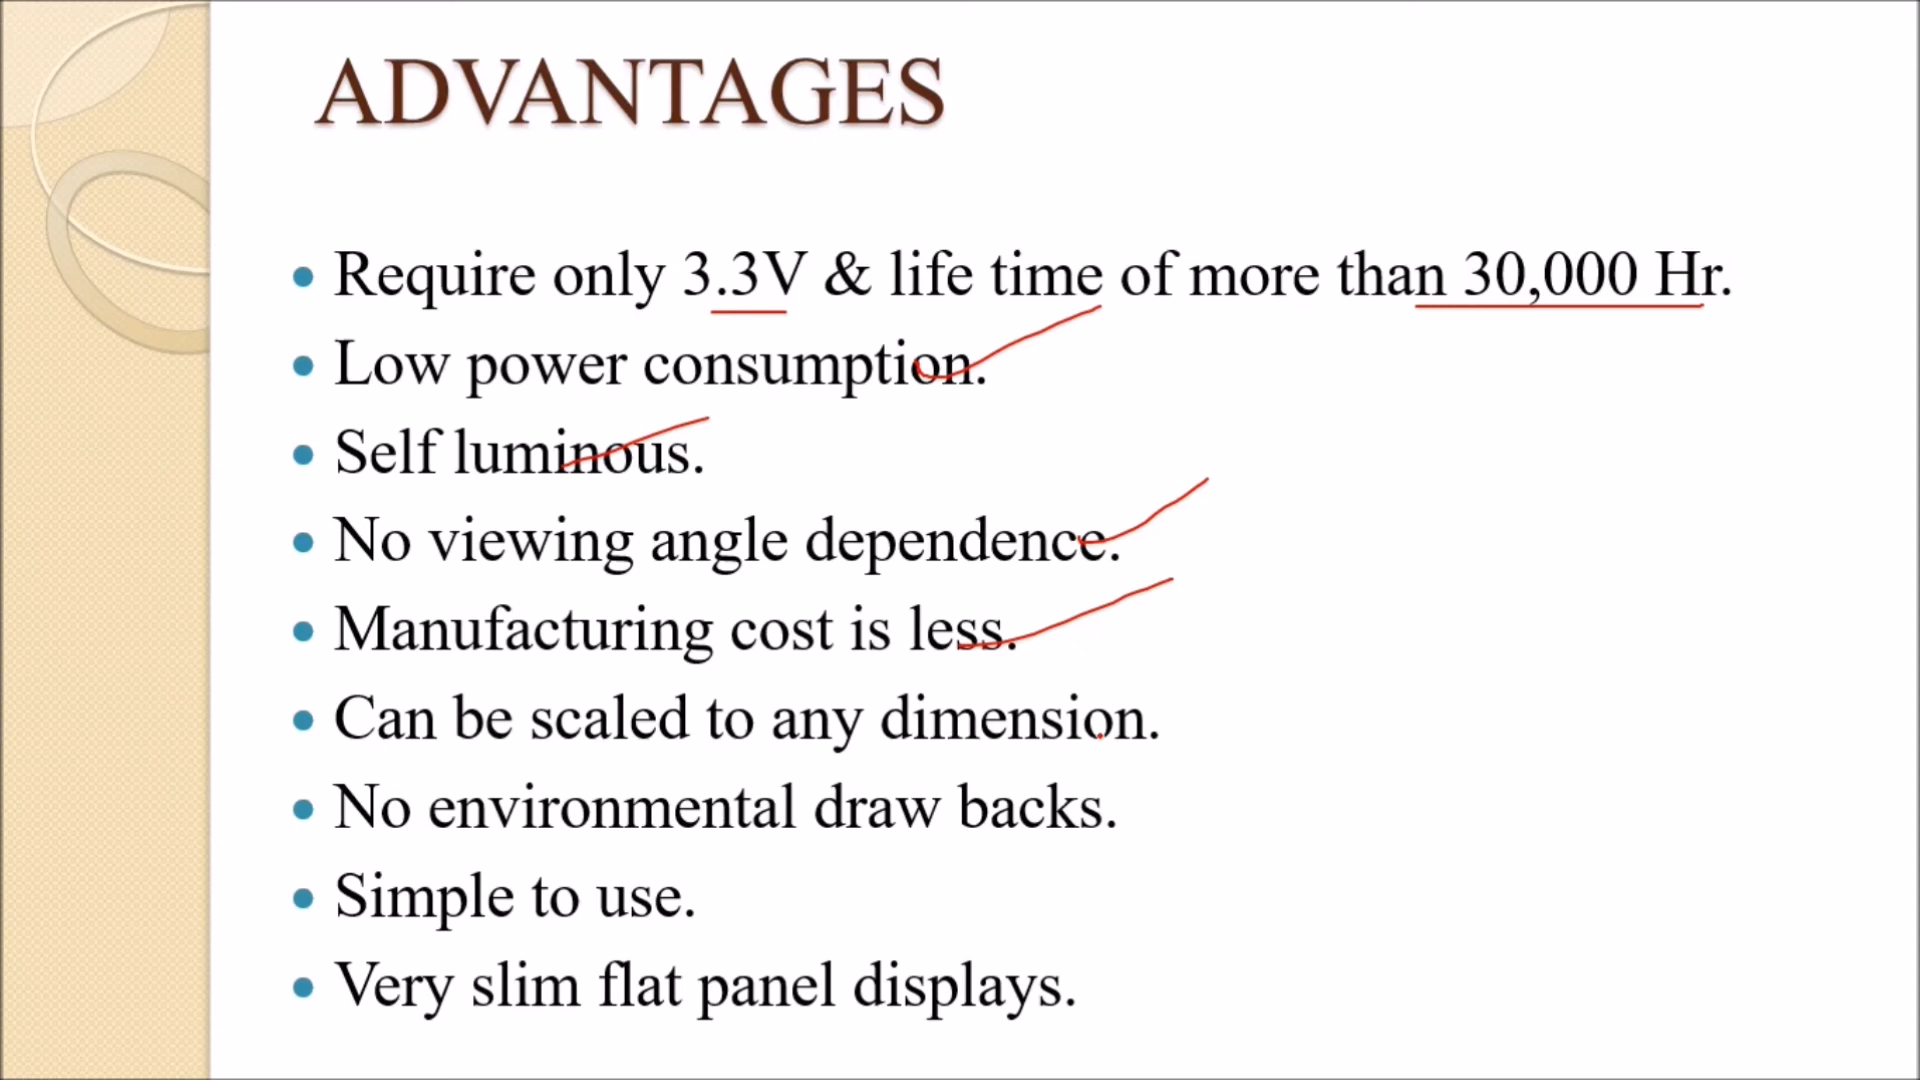 ADVANTAGES
• Require only 3.3V & life time of more than 30,000 Hr.
• Low power consumption.
• Self luminous.
• No viewing angle dependence.
• Manufacturing cost is less.
• Can be scaled to any dimension.
• No environmental draw backs.
• Simple to use.
• Very slim flat panel displays.